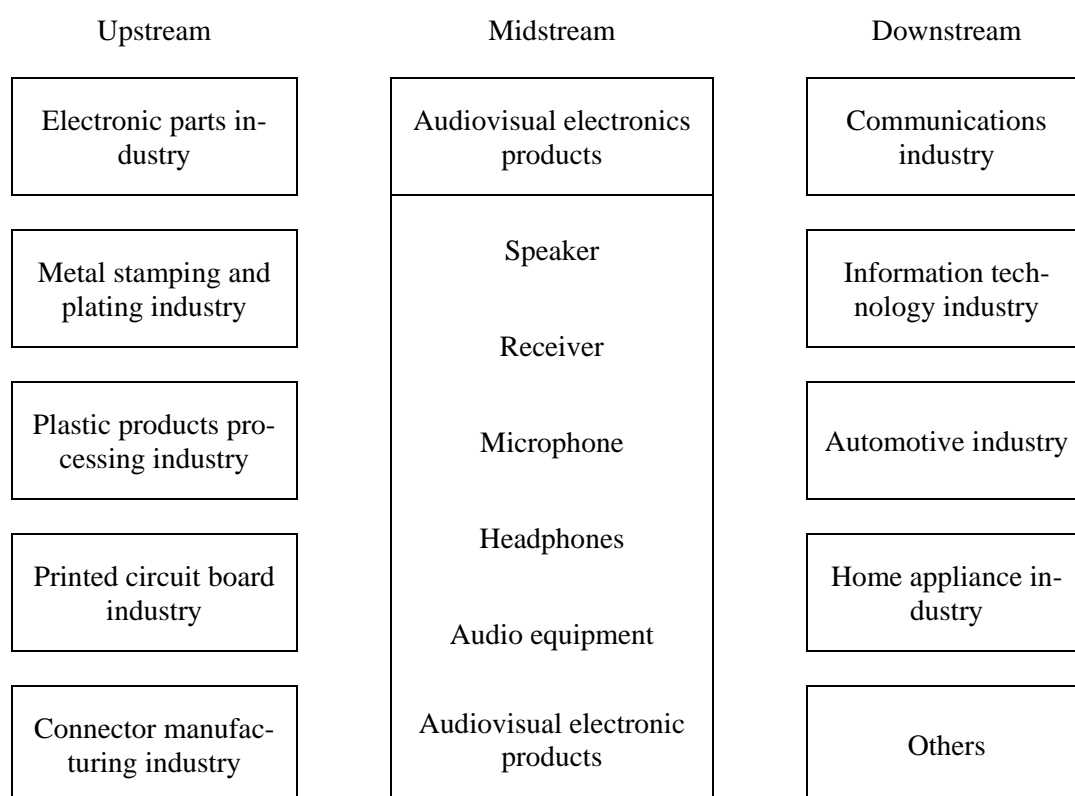 Upstream
Midstream
Downstream
Electronic parts in-
dustry
Metal stamping and
plating industry
Plastic products pro-
cessing industry
Printed circuit board
industry
Connector manufac-
turing industry
Audiovisual electronics
products
Speaker
Receiver
Microphone
Headphones
Audio equipment
Audiovisual electronic
products
Communications
industry
Information tech-
nology industry
Automotive industry
Home appliance in-
dustry
Others